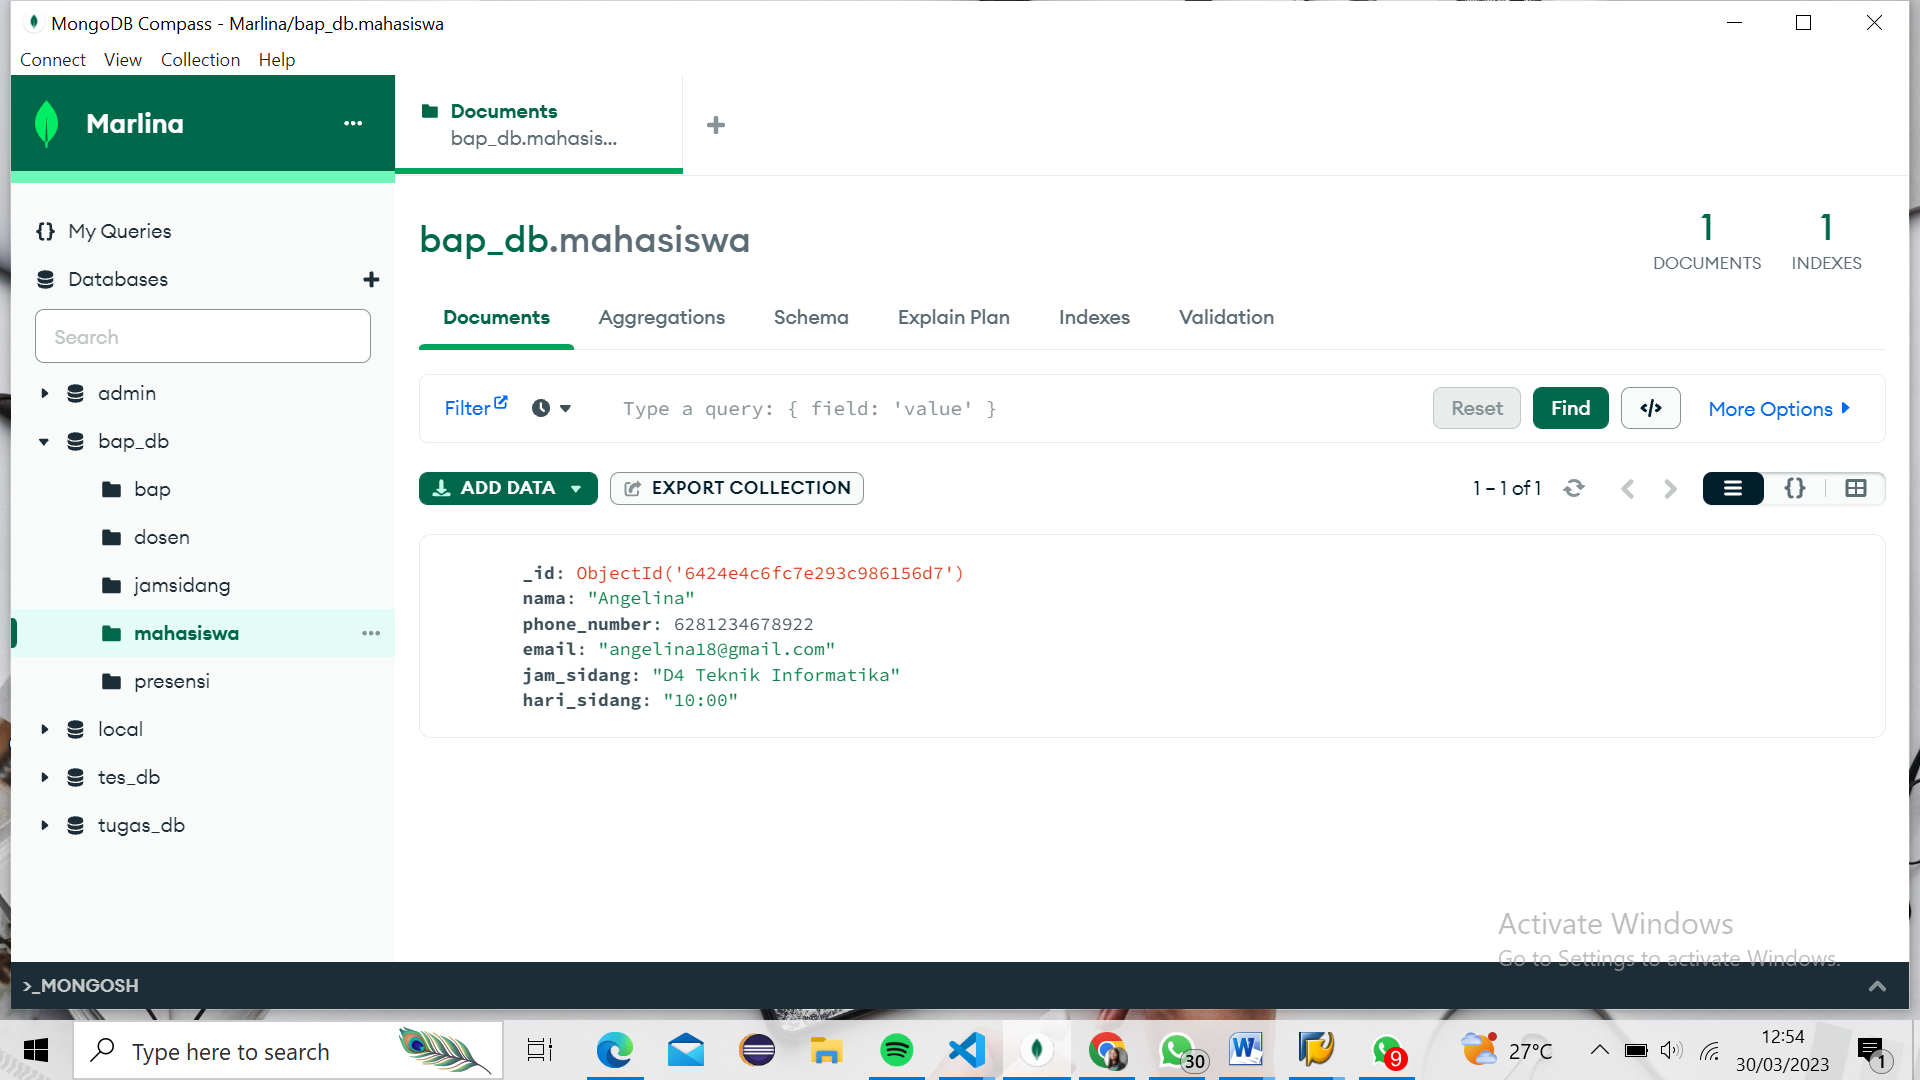 MongoDB Compass - Marlina/bap_db.mahasiswa
Connect View Collection Help
Marlina ...
Documents
bap_db.mahasis...
+
My Queries
Databases
Search
admin
bap_db
bap
dosen
jamsidang
mahasiswa ...
presensi
local
tes_db
tugas_db
bap_db.mahasiswa
1 DOCUMENTS
1 INDEXES
Documents Aggregations Schema Explain Plan Indexes Validation
Filter Type a query: { field: 'value' } Reset Find </> More Options
ADD DATA EXPORT COLLECTION 1 – 1 of 1 {}
_id: ObjectId('6424e4c6fc7e293c986156d7')
nama: "Angelina"
phone_number: 6281234678922
email: "angelina18@gmail.com"
jam_sidang: "D4 Teknik Informatika"
hari_sidang: "10:00"
Activate Windows
Go to Settings to activate Windows.
>_MONGOSH
Type here to search
30
9
27°C
12:54
30/03/2023
1